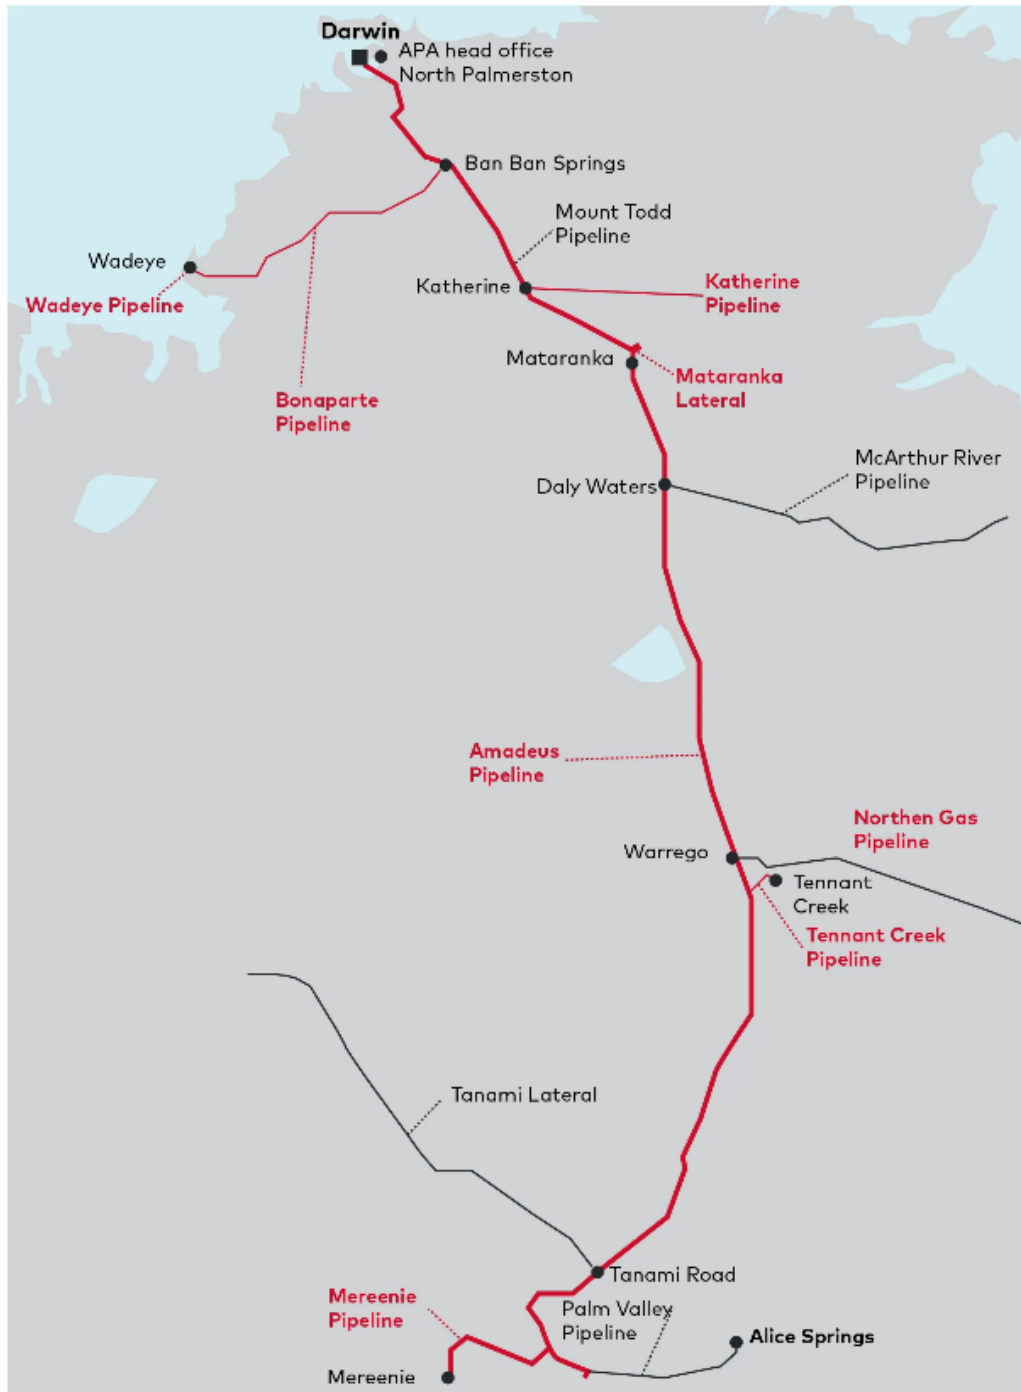 Darwin
APA head office
North Palmerston
Ban Ban Springs
Mount Todd
Pipeline
Wadeye
Wadeye Pipeline
Katherine
Katherine
Pipeline
Mataranka
Mataranka
Lateral
Bonaparte
Pipeline
McArthur River
Pipeline
Daly Waters
Amadeus
Pipeline
Northen Gas
Pipeline
Warrego
Tennant
Creek
Tennant Creek
Pipeline
Tanami Lateral
Tanami Road
Mereenie
Pipeline
Palm Valley
Pipeline
Alice Springs
Mereenie